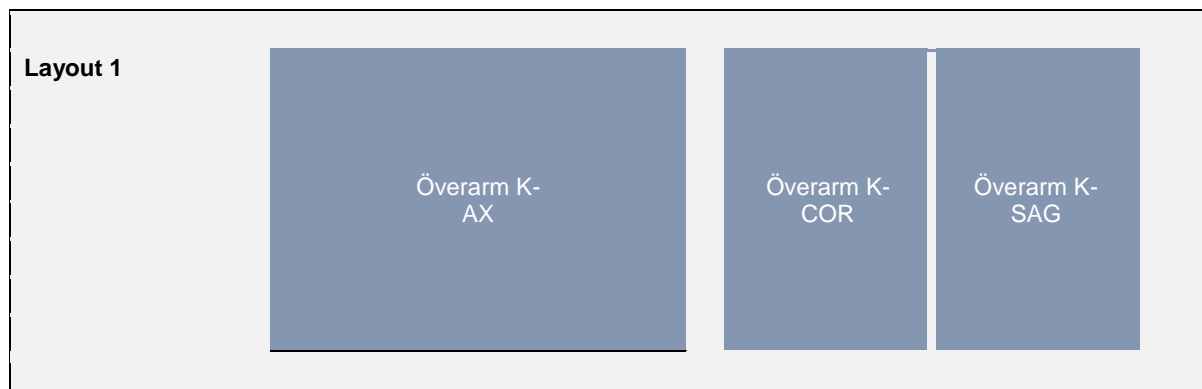 Layout 1
Överarm K-
AX
Överarm K-
COR
Överarm K-
SAG